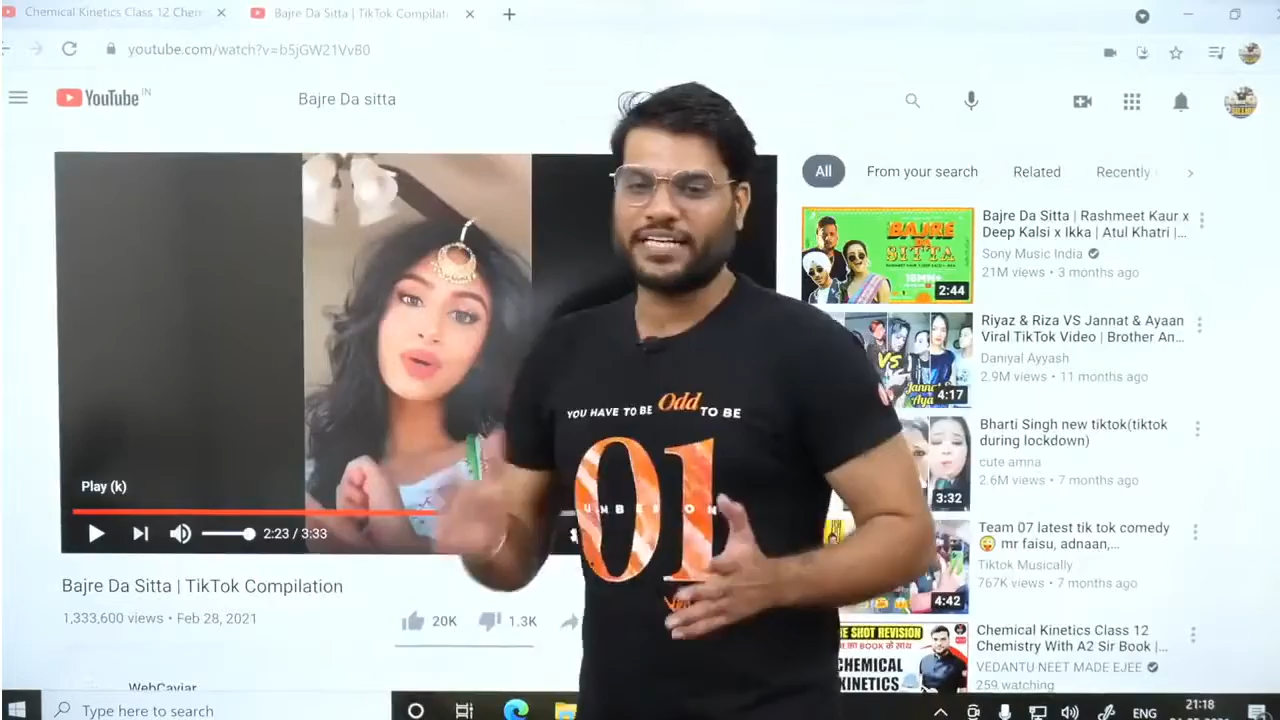 Chemical Kinetics Class 12 Chem
Bajre Da Sitta | TikTok Compilati
youtube.com/watch?v=b5jGW21VvB0
YouTube IN
Bajre Da sitta
All
From your search
Related
Recently
Play (k)
2:23 / 3:33
Bajre Da Sitta | TikTok Compilation
1,333,600 views • Feb 28, 2021
20K
1.3K
WebCaviar
YOU HAVE TO BE Odd TO BE
01
BAJRE
DA
SITTA
2:44
Bajre Da Sitta | Rashmeet Kaur x
Deep Kalsi x Ikka | Atul Khatri |...
Sony Music India
21M views • 3 months ago
VS
4:17
Riyaz & Riza VS Jannat & Ayaan
Viral TikTok Video | Brother An...
Daniyal Ayyash
2.9M views • 11 months ago
3:32
Bharti Singh new tiktok(tiktok
during lockdown)
cute amna
2.6M views • 7 months ago
4:42
Team 07 latest tik tok comedy
😜 mr faisu, adnaan,...
Tiktok Musically
767K views • 7 months ago
E SHOT REVISION
BOOK के साथ
CHEMICAL
KINETICS
Chemical Kinetics Class 12
Chemistry With A2 Sir Book |...
VEDANTU NEET MADE EJEE
259 watching
Type here to search
ENG
21:18